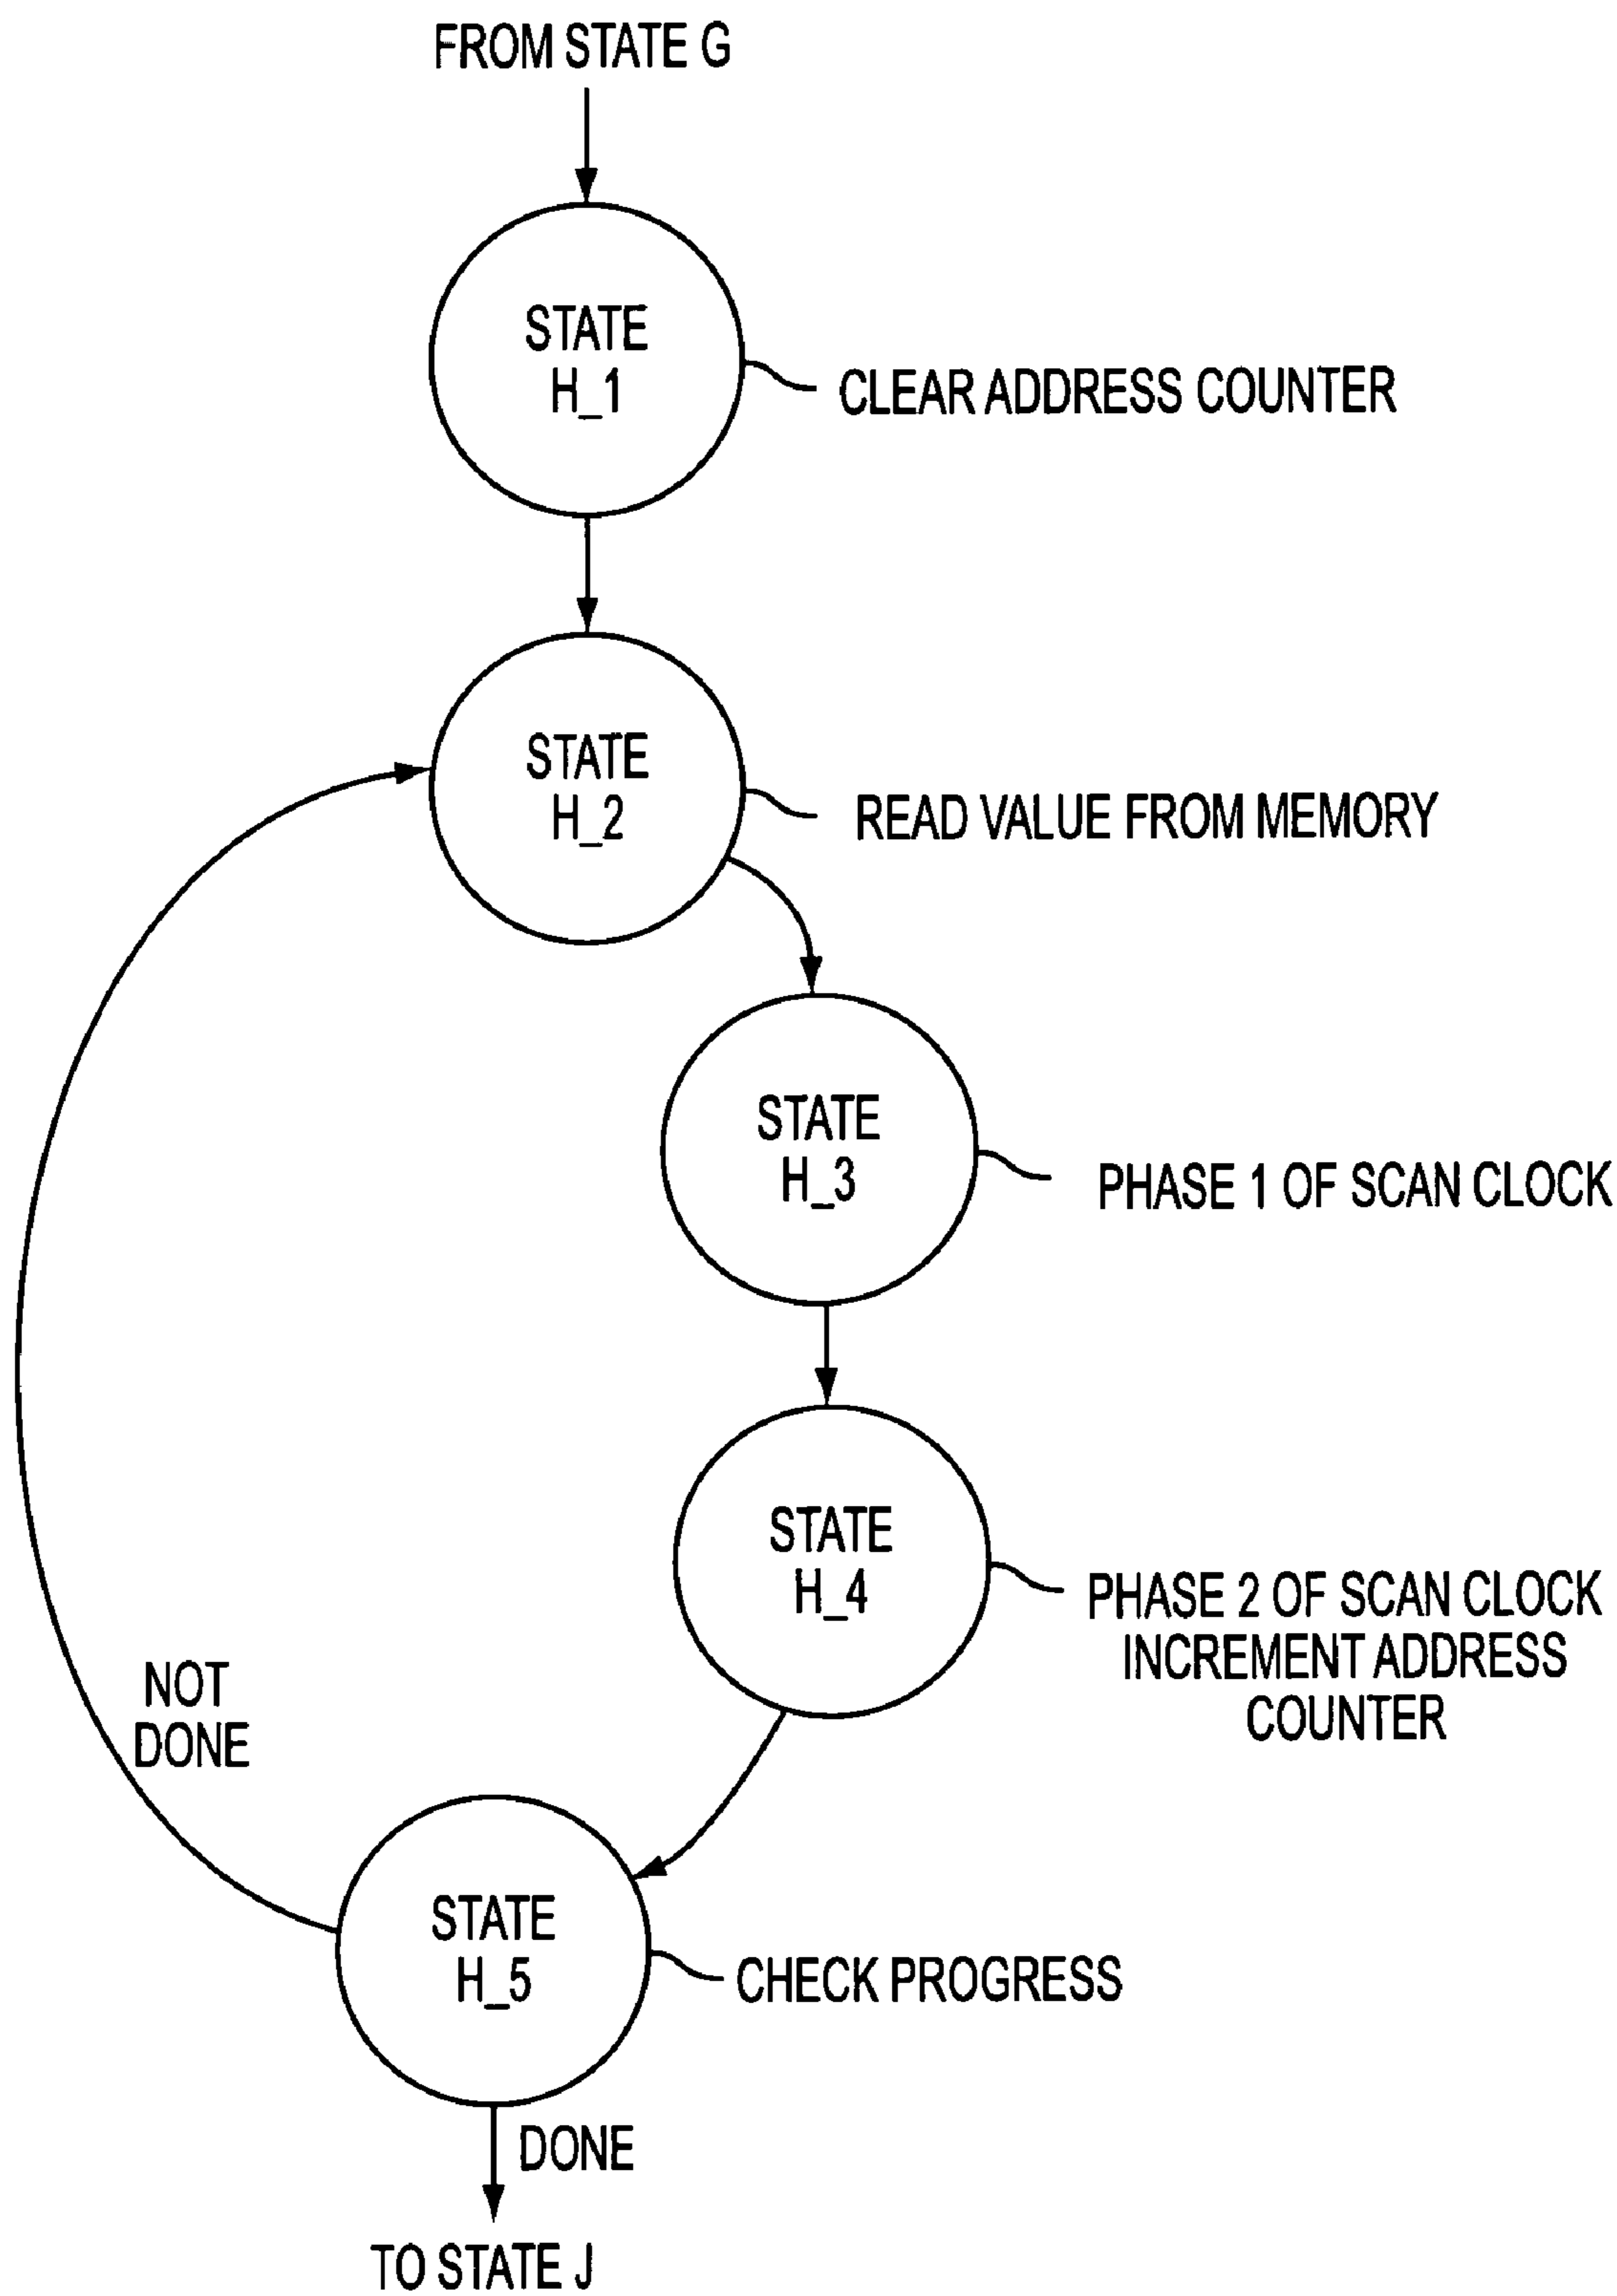 FROM STATE G
STATE
H_1
CLEAR ADDRESS COUNTER
STATE
H_2
READ VALUE FROM MEMORY
STATE
H_3
PHASE 1 OF SCAN CLOCK
STATE
H_4
PHASE 2 OF SCAN CLOCK
INCREMENT ADDRESS
COUNTER
NOT
DONE
STATE
H_5
CHECK PROGRESS
DONE
TO STATE J